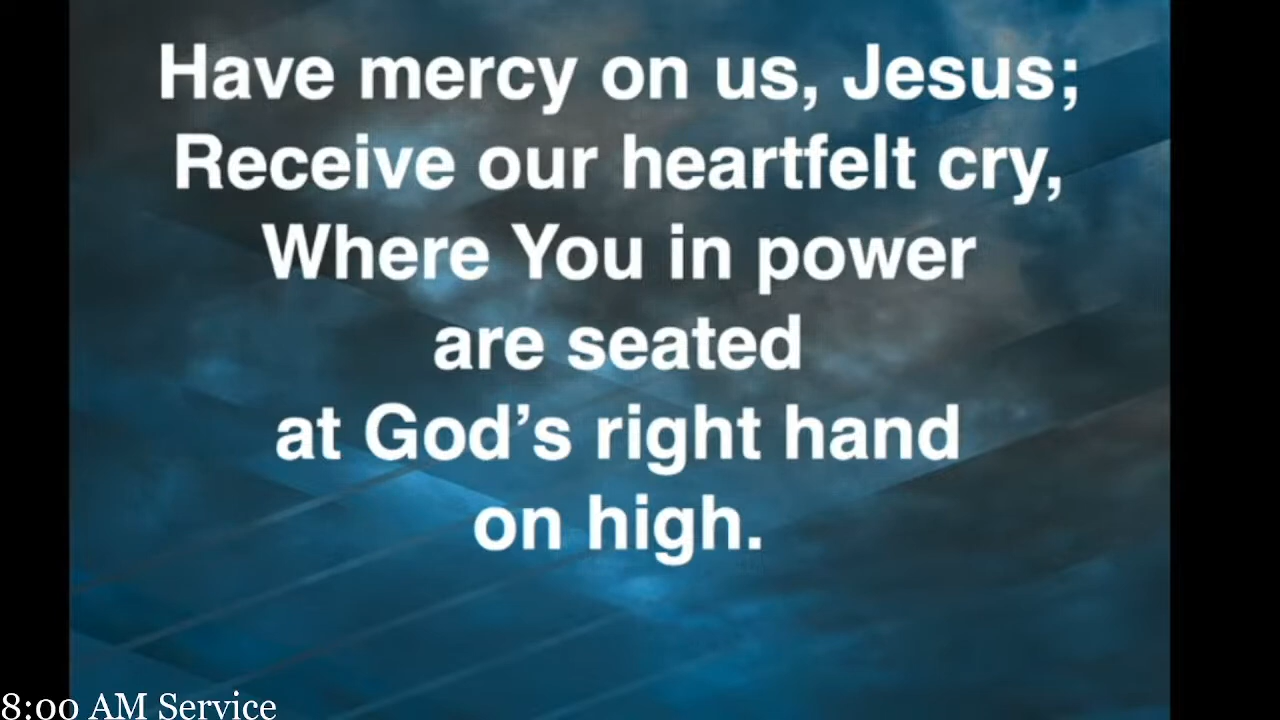 Have mercy on us, Jesus;
Receive our heartfelt cry,
Where You in power
are seated
at God’s right hand
on high.
8:00 AM Service